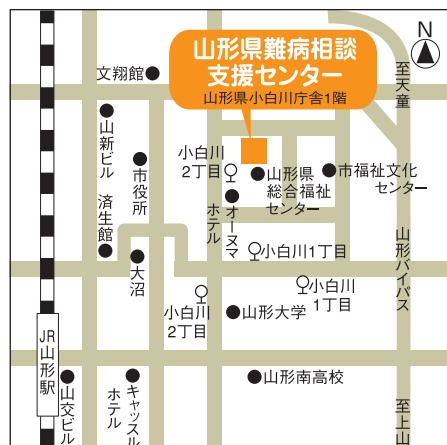 山形県難病相談
支援センター
山形県小白川庁舎1階
N
至天童
文翔館
山新ビル
市役所
済生館
大沼
小白川
2丁目
オーヌマ
ホテル
山形県
総合福祉
センター
市福祉文化
センター
小白川1丁目
小白川
1丁目
小白川
2丁目
山形大学
山形バイパス
JR
山形駅
山交ビル
キャッスル
ホテル
山形南高校
至上山